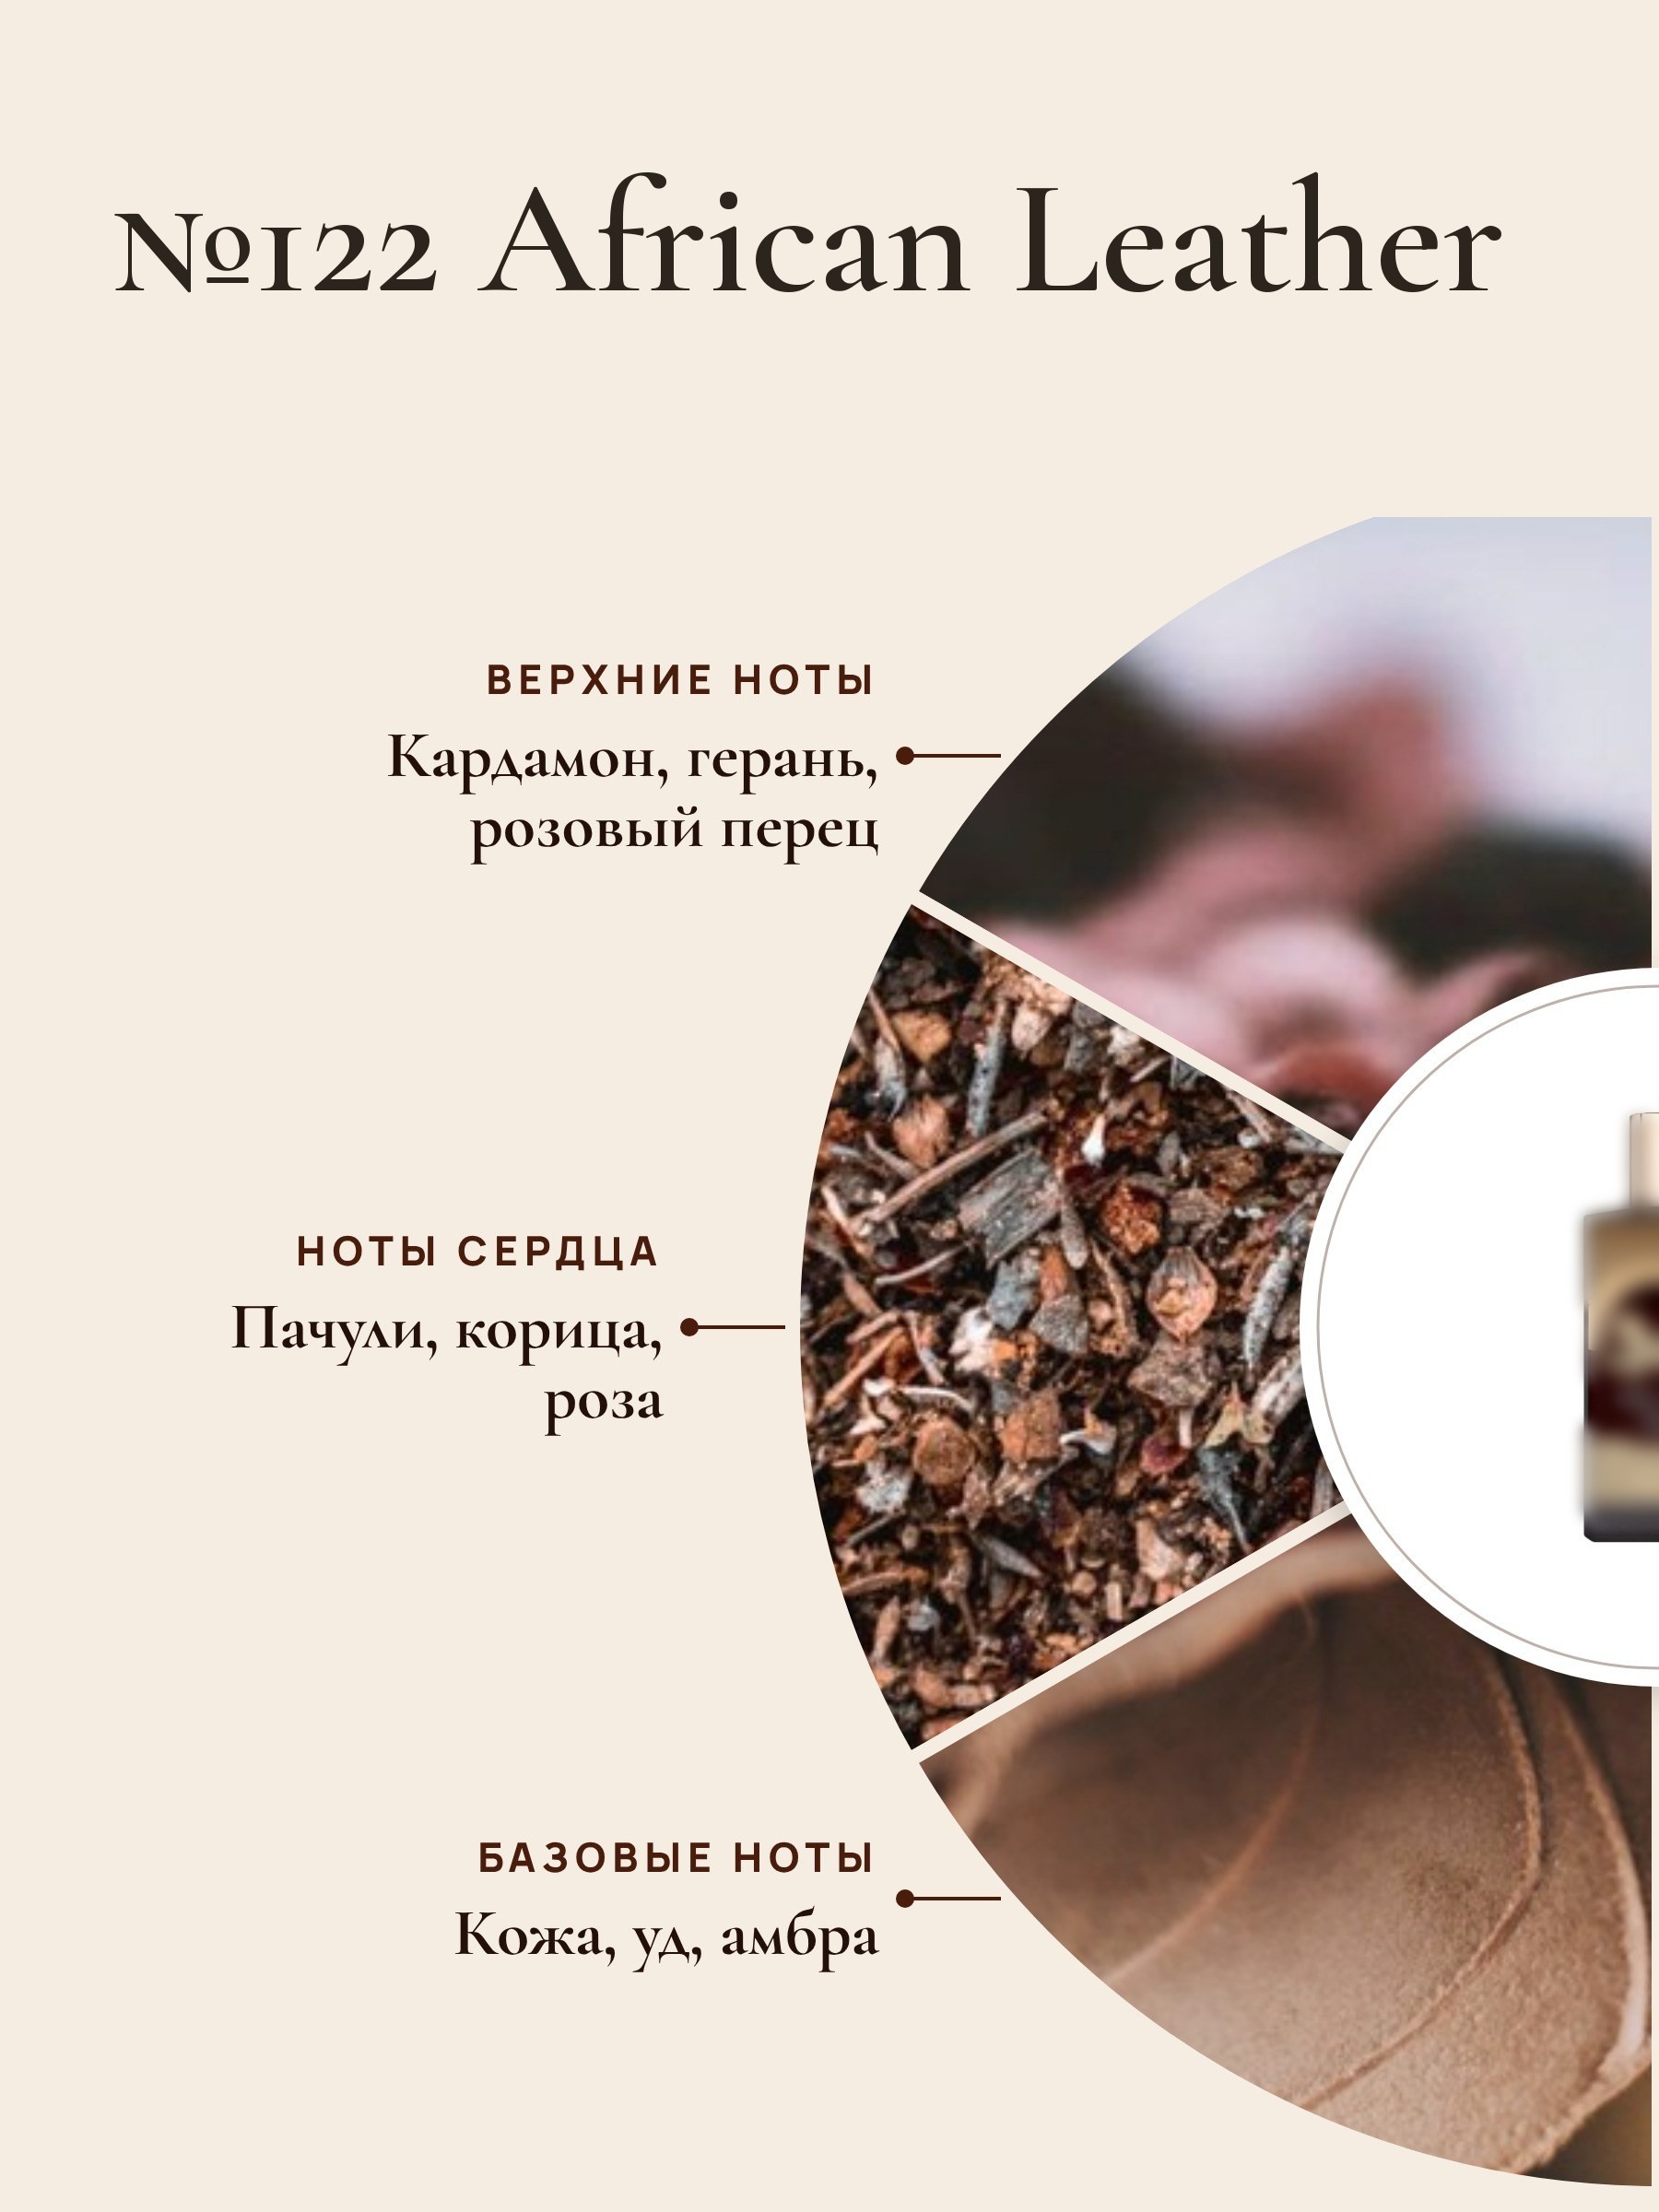 №122 African Leather
ВЕРХНИЕ НОТЫ
Кардамон, герань,
розовый перец
НОТЫ СЕРДЦА
Пачули, корица,
роза
БАЗОВЫЕ НОТЫ
Кожа, уд, амбра